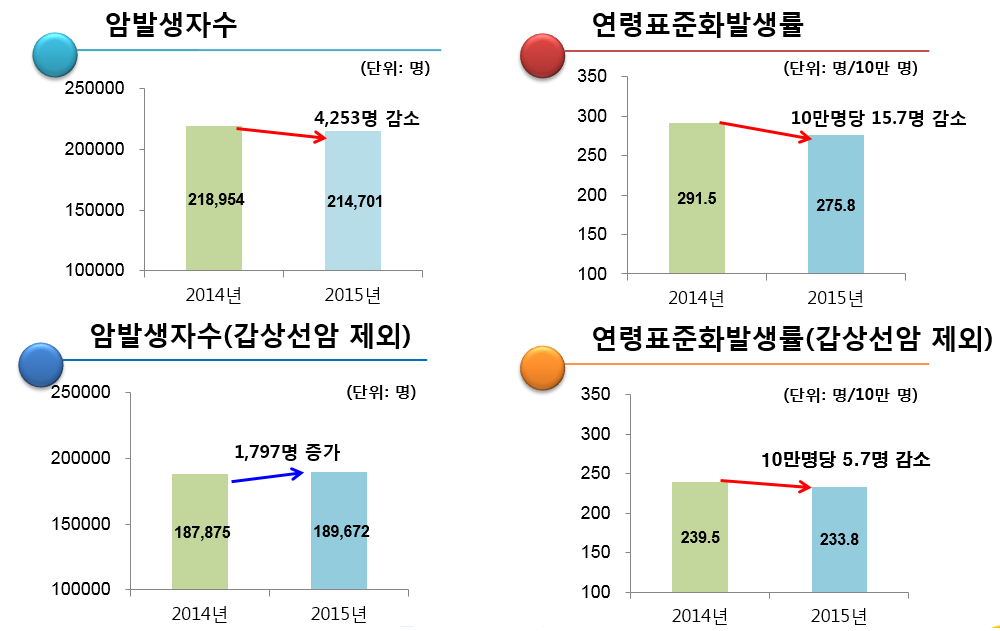 암발생자수
(단위: 명)
250000
200000
150000
100000
4,253명 감소
218,954
214,701
2014년
2015년
연령표준화발생률
(단위: 명/10만 명)
350
300
250
200
150
100
10만명당 15.7명 감소
291.5
275.8
2014년
2015년
암발생자수(갑상선암 제외)
(단위: 명)
250000
200000
150000
100000
1,797명 증가
187,875
189,672
2014년
2015년
연령표준화발생률(갑상선암 제외)
(단위: 명/10만 명)
350
300
250
200
150
100
10만명당 5.7명 감소
239.5
233.8
2014년
2015년